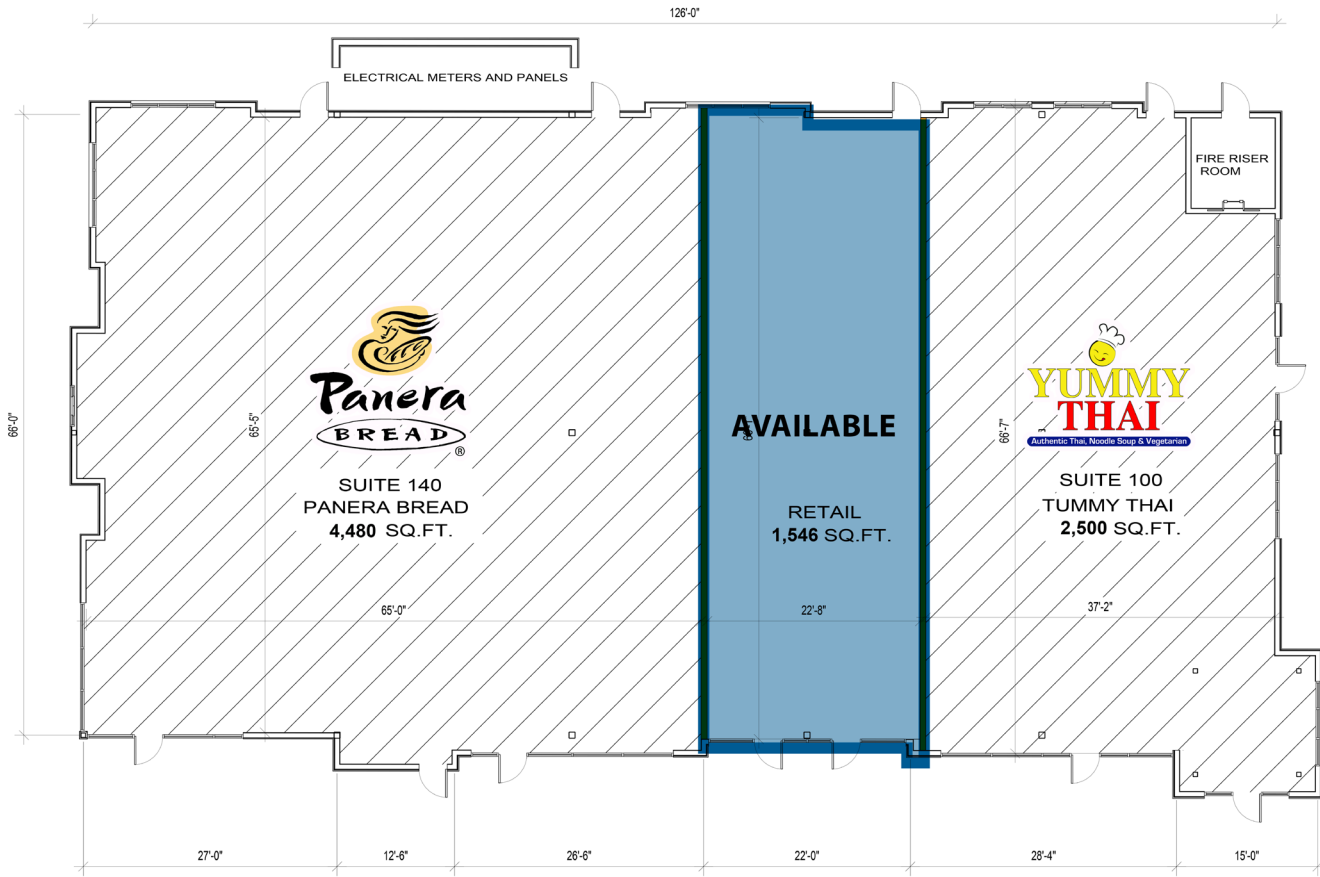 126'-0"
ELECTRICAL METERS AND PANELS
FIRE RISER
ROOM
66'-0"
65'-5"
Panera
BREAD
®
SUITE 140
PANERA BREAD
4,480 SQ.FT.
AVAILABLE
RETAIL
1,546 SQ.FT.
66'-7"
YUMMY
THAI
Authentic Thai, Noodle Soup & Vegetarian
SUITE 100
TUMMY THAI
2,500 SQ.FT.
65'-0"
22'-8"
37'-2"
27'-0"
12'-6"
26'-6"
22'-0"
28'-4"
15'-0"